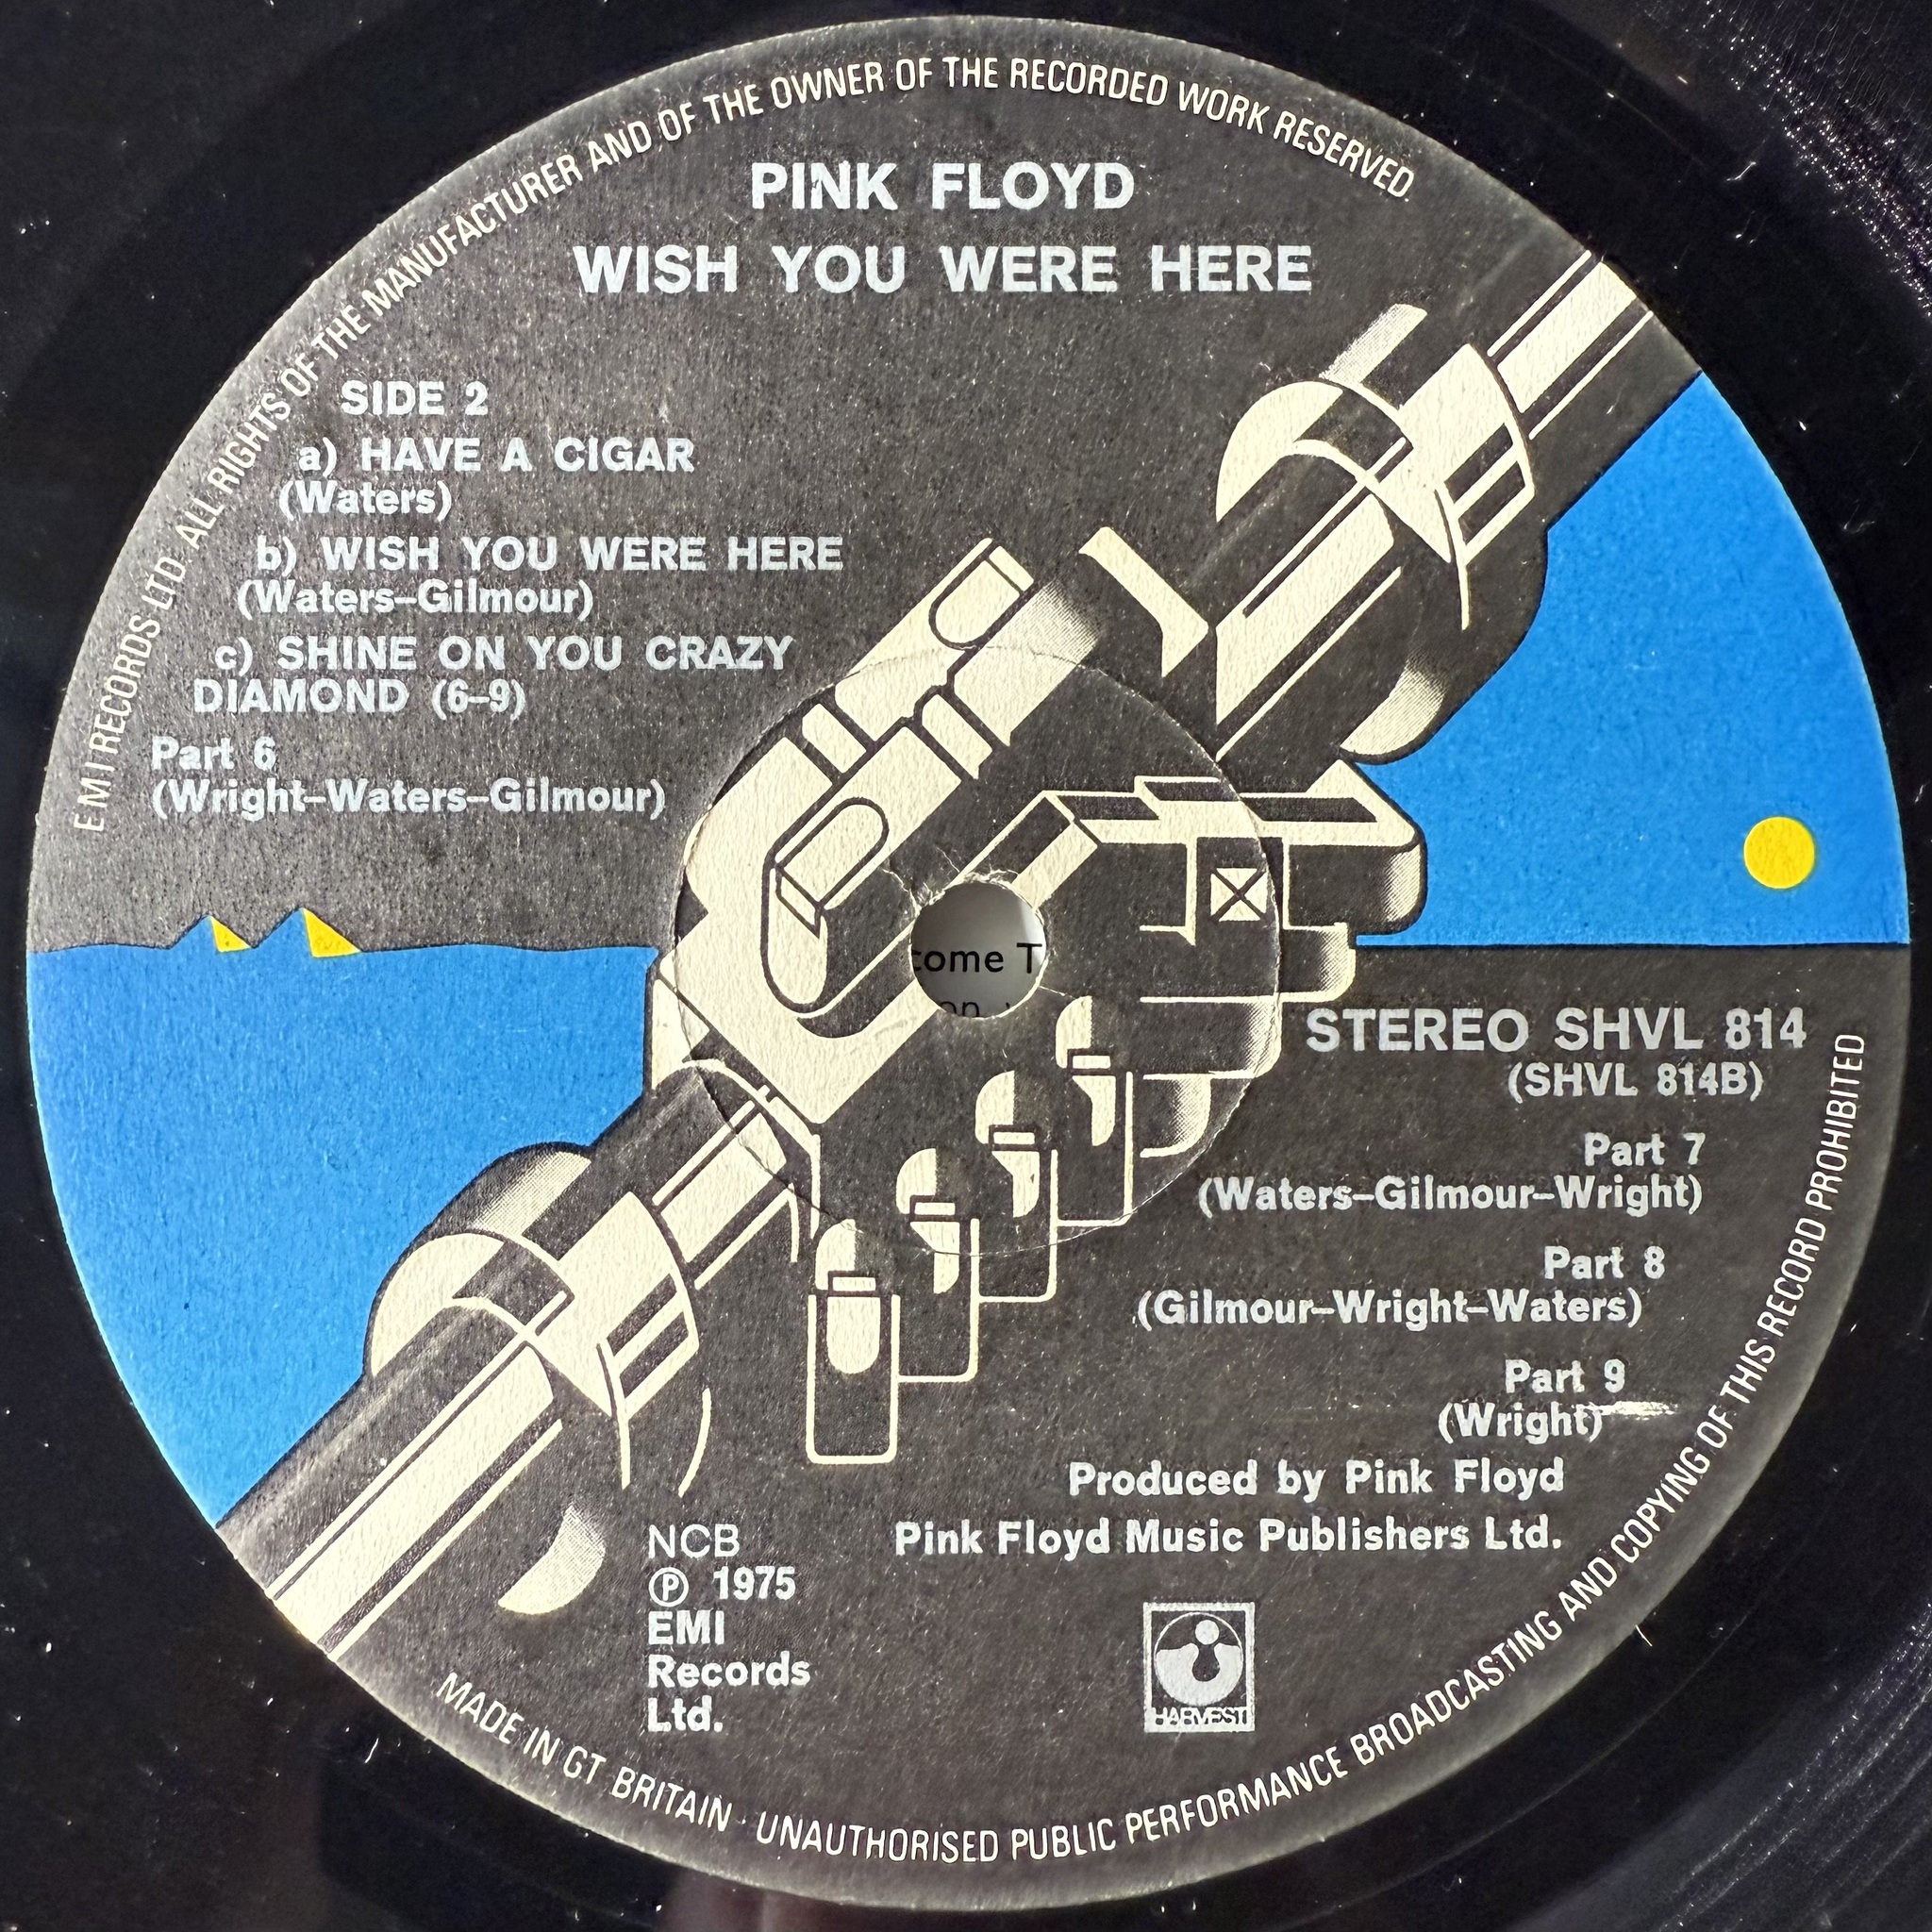 E M I RECORDS LTD · ALL RIGHTS OF THE MANUFACTURER AND OF THE OWNER OF THE RECORDED WORK RESERVED
PINK FLOYD
WISH YOU WERE HERE
SIDE 2
a) HAVE A CIGAR
(Waters)
b) WISH YOU WERE HERE
(Waters–Gilmour)
c) SHINE ON YOU CRAZY
DIAMOND (6–9)
Part 6
(Wright–Waters–Gilmour)
STEREO SHVL 814
(SHVL 814B)
Part 7
(Waters–Gilmour–Wright)
Part 8
(Gilmour–Wright–Waters)
Part 9
(Wright)
Produced by Pink Floyd
Pink Floyd Music Publishers Ltd.
NCB
℗ 1975
EMI
Records
Ltd.
HARVEST
MADE IN GT BRITAIN · UNAUTHORISED PUBLIC PERFORMANCE BROADCASTING AND COPYING OF THIS RECORD PROHIBITED